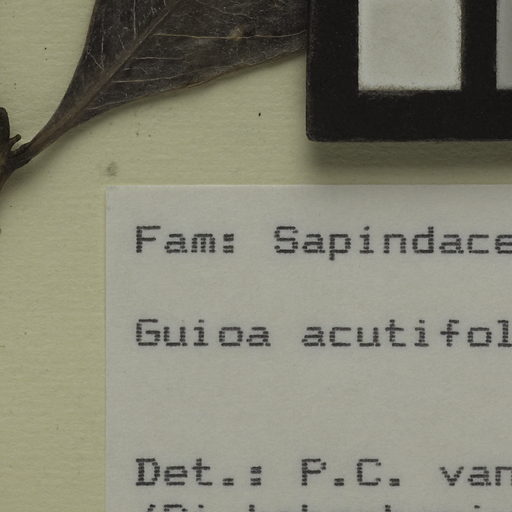 Fam: Sapindace
Guioa acutifol
Det.: P.C. van